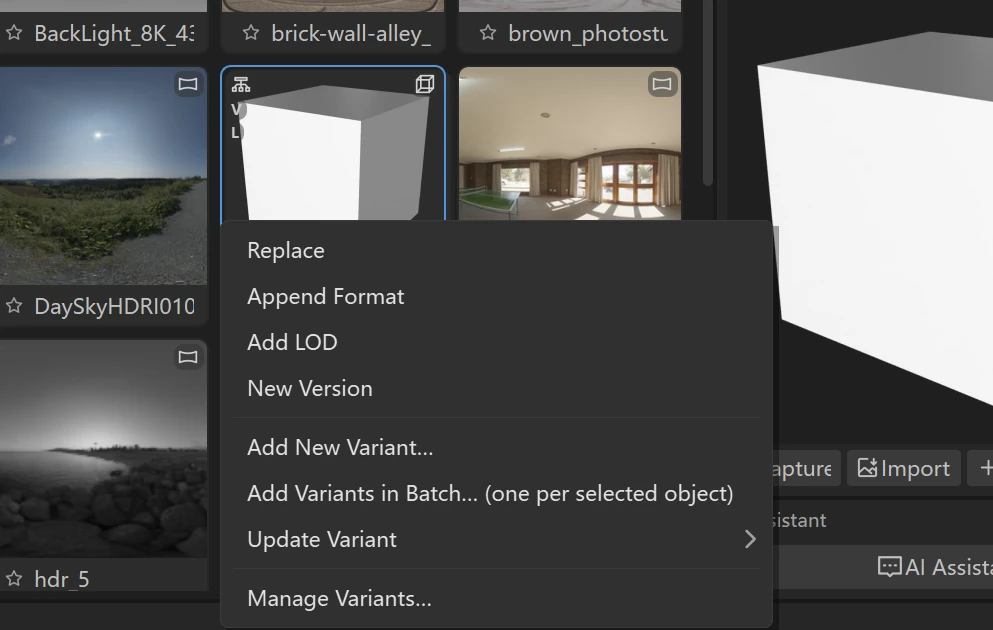 BackLight_8K_43
brick-wall-alley_
brown_photostu
V
L
DaySkyHDRI010
hdr_5
Replace
Append Format
Add LOD
New Version
Add New Variant...
Add Variants in Batch... (one per selected object)
Update Variant
Manage Variants...
apture
Import
sistant
AI Assista